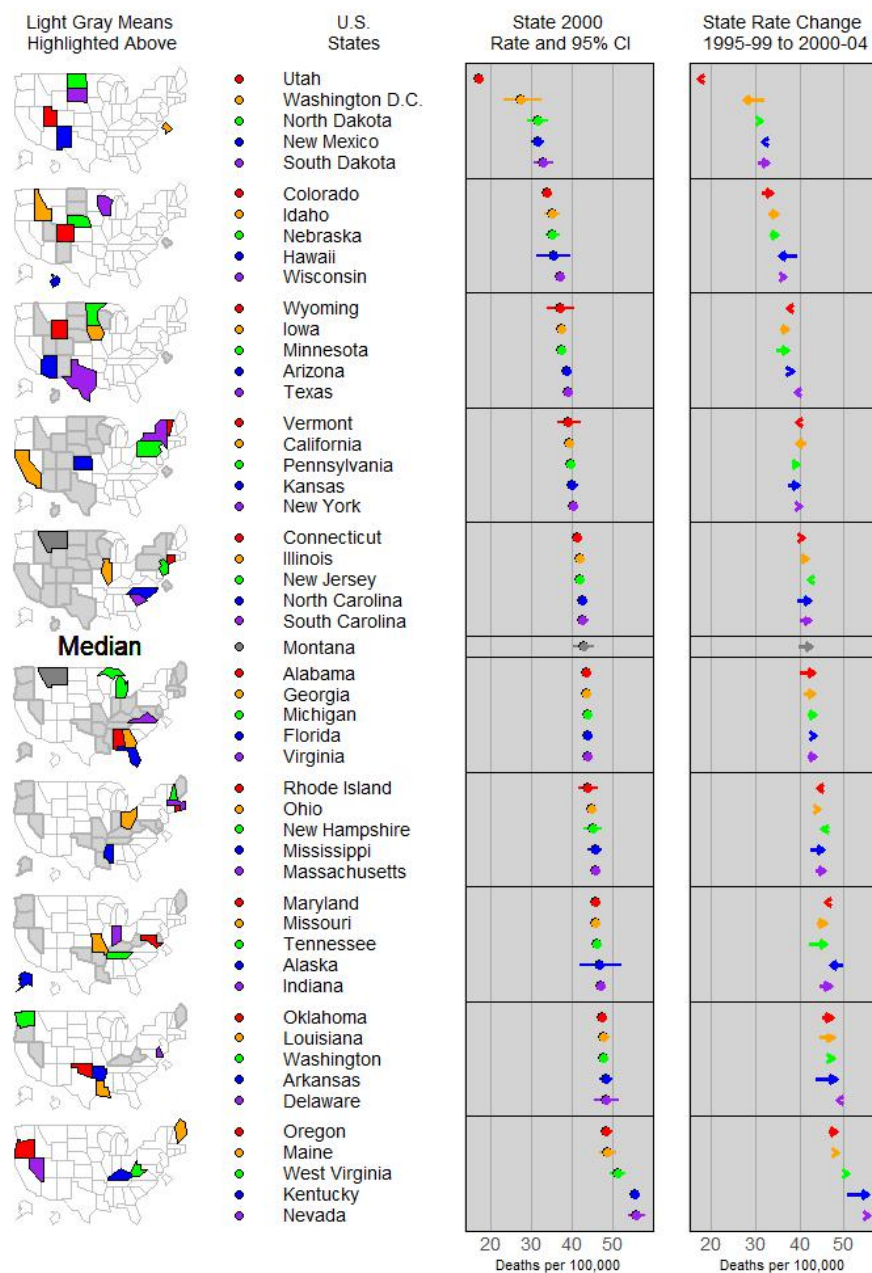 Light Gray Means
Highlighted Above
U.S.
States
State 2000
Rate and 95% CI
State Rate Change
1995-99 to 2000-04
Utah
Washington D.C.
North Dakota
New Mexico
South Dakota
Colorado
Idaho
Nebraska
Hawaii
Wisconsin
Wyoming
Iowa
Minnesota
Arizona
Texas
Vermont
California
Pennsylvania
Kansas
New York
Connecticut
Illinois
New Jersey
North Carolina
South Carolina
Median
Montana
Alabama
Georgia
Michigan
Florida
Virginia
Rhode Island
Ohio
New Hampshire
Mississippi
Massachusetts
Maryland
Missouri
Tennessee
Alaska
Indiana
Oklahoma
Louisiana
Washington
Arkansas
Delaware
Oregon
Maine
West Virginia
Kentucky
Nevada
20 30 40 50
20 30 40 50
Deaths per 100,000
Deaths per 100,000